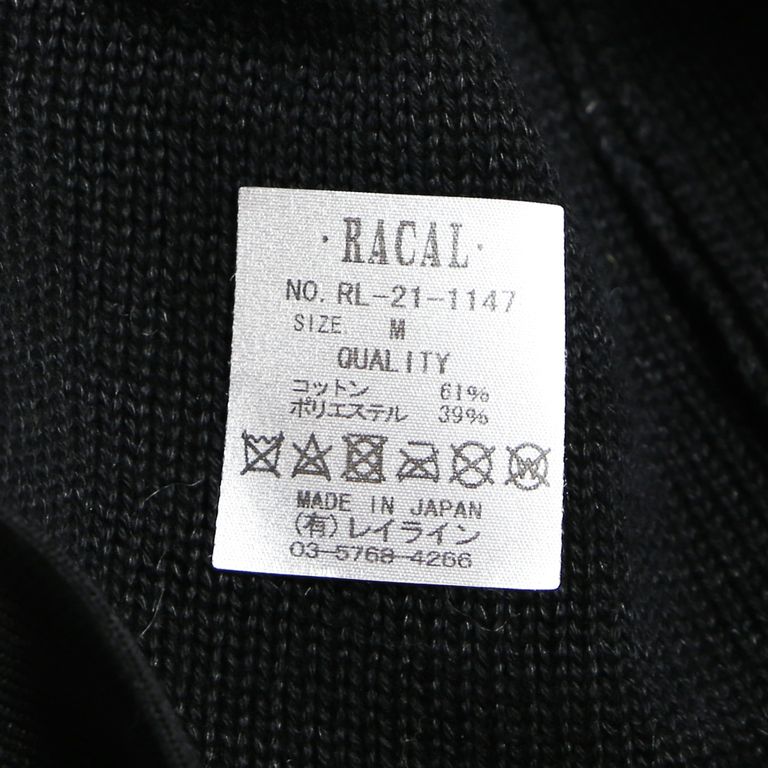 · RACAL ·
NO. RL-21-1147
SIZE M
QUALITY
コットン 61%
ポリエステル 39%
MADE IN JAPAN
(有)レイライン
03-5768-4266